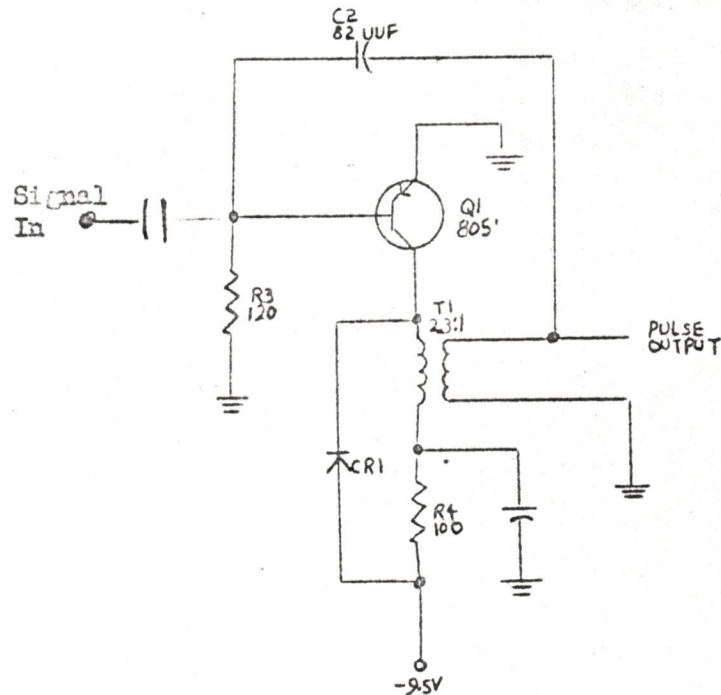 C2
82 UUF
Signal
In
Q1
805'
R3
120
T1
23:1
PULSE
OUTPUT
CR1
R4
100
-9.5V